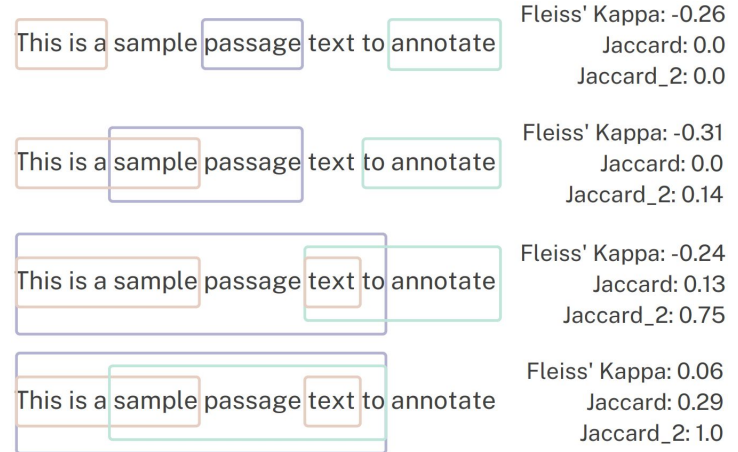 Fleiss' Kappa: -0.26
This is a sample passage text to annotate
Jaccard: 0.0
Jaccard_2: 0.0
Fleiss' Kappa: -0.31
This is a sample passage text to annotate
Jaccard: 0.0
Jaccard_2: 0.14
Fleiss' Kappa: -0.24
This is a sample passage text to annotate
Jaccard: 0.13
Jaccard_2: 0.75
Fleiss' Kappa: 0.06
This is a sample passage text to annotate
Jaccard: 0.29
Jaccard_2: 1.0